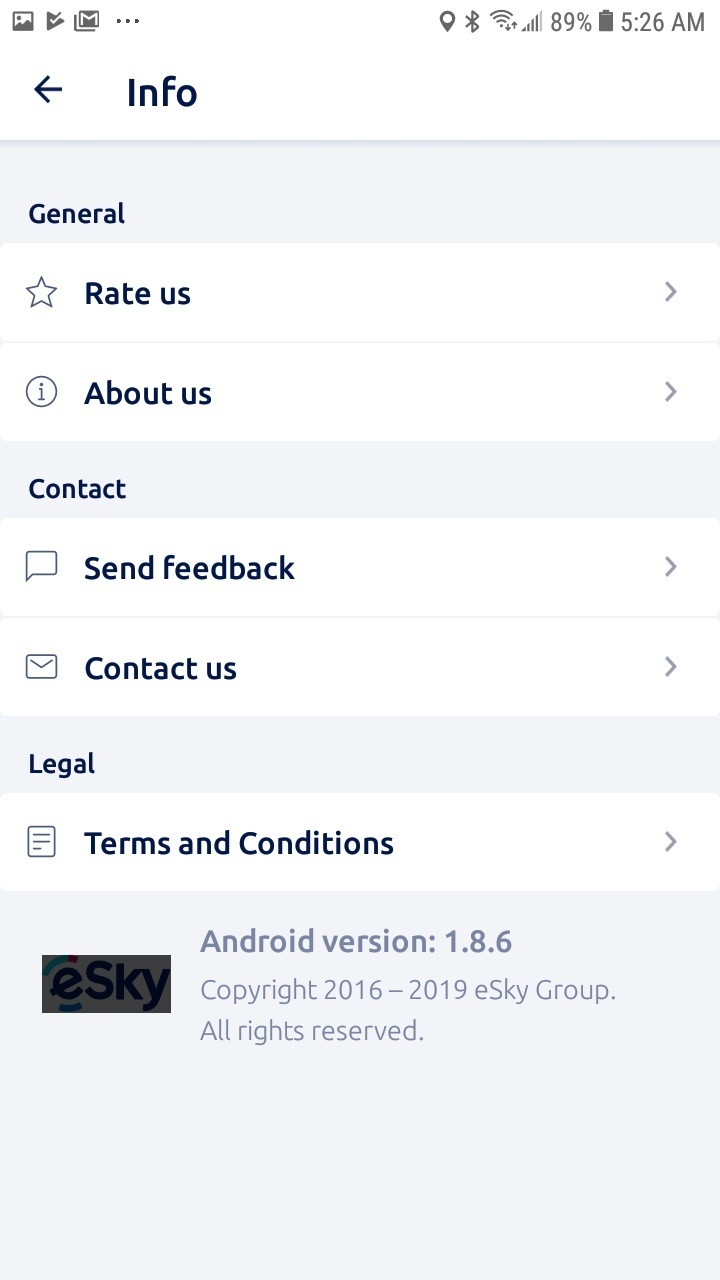 89% 5:26 AM
Info
General
Rate us
About us
Contact
Send feedback
Contact us
Legal
Terms and Conditions
Android version: 1.8.6
eSky
Copyright 2016 – 2019 eSky Group.
All rights reserved.